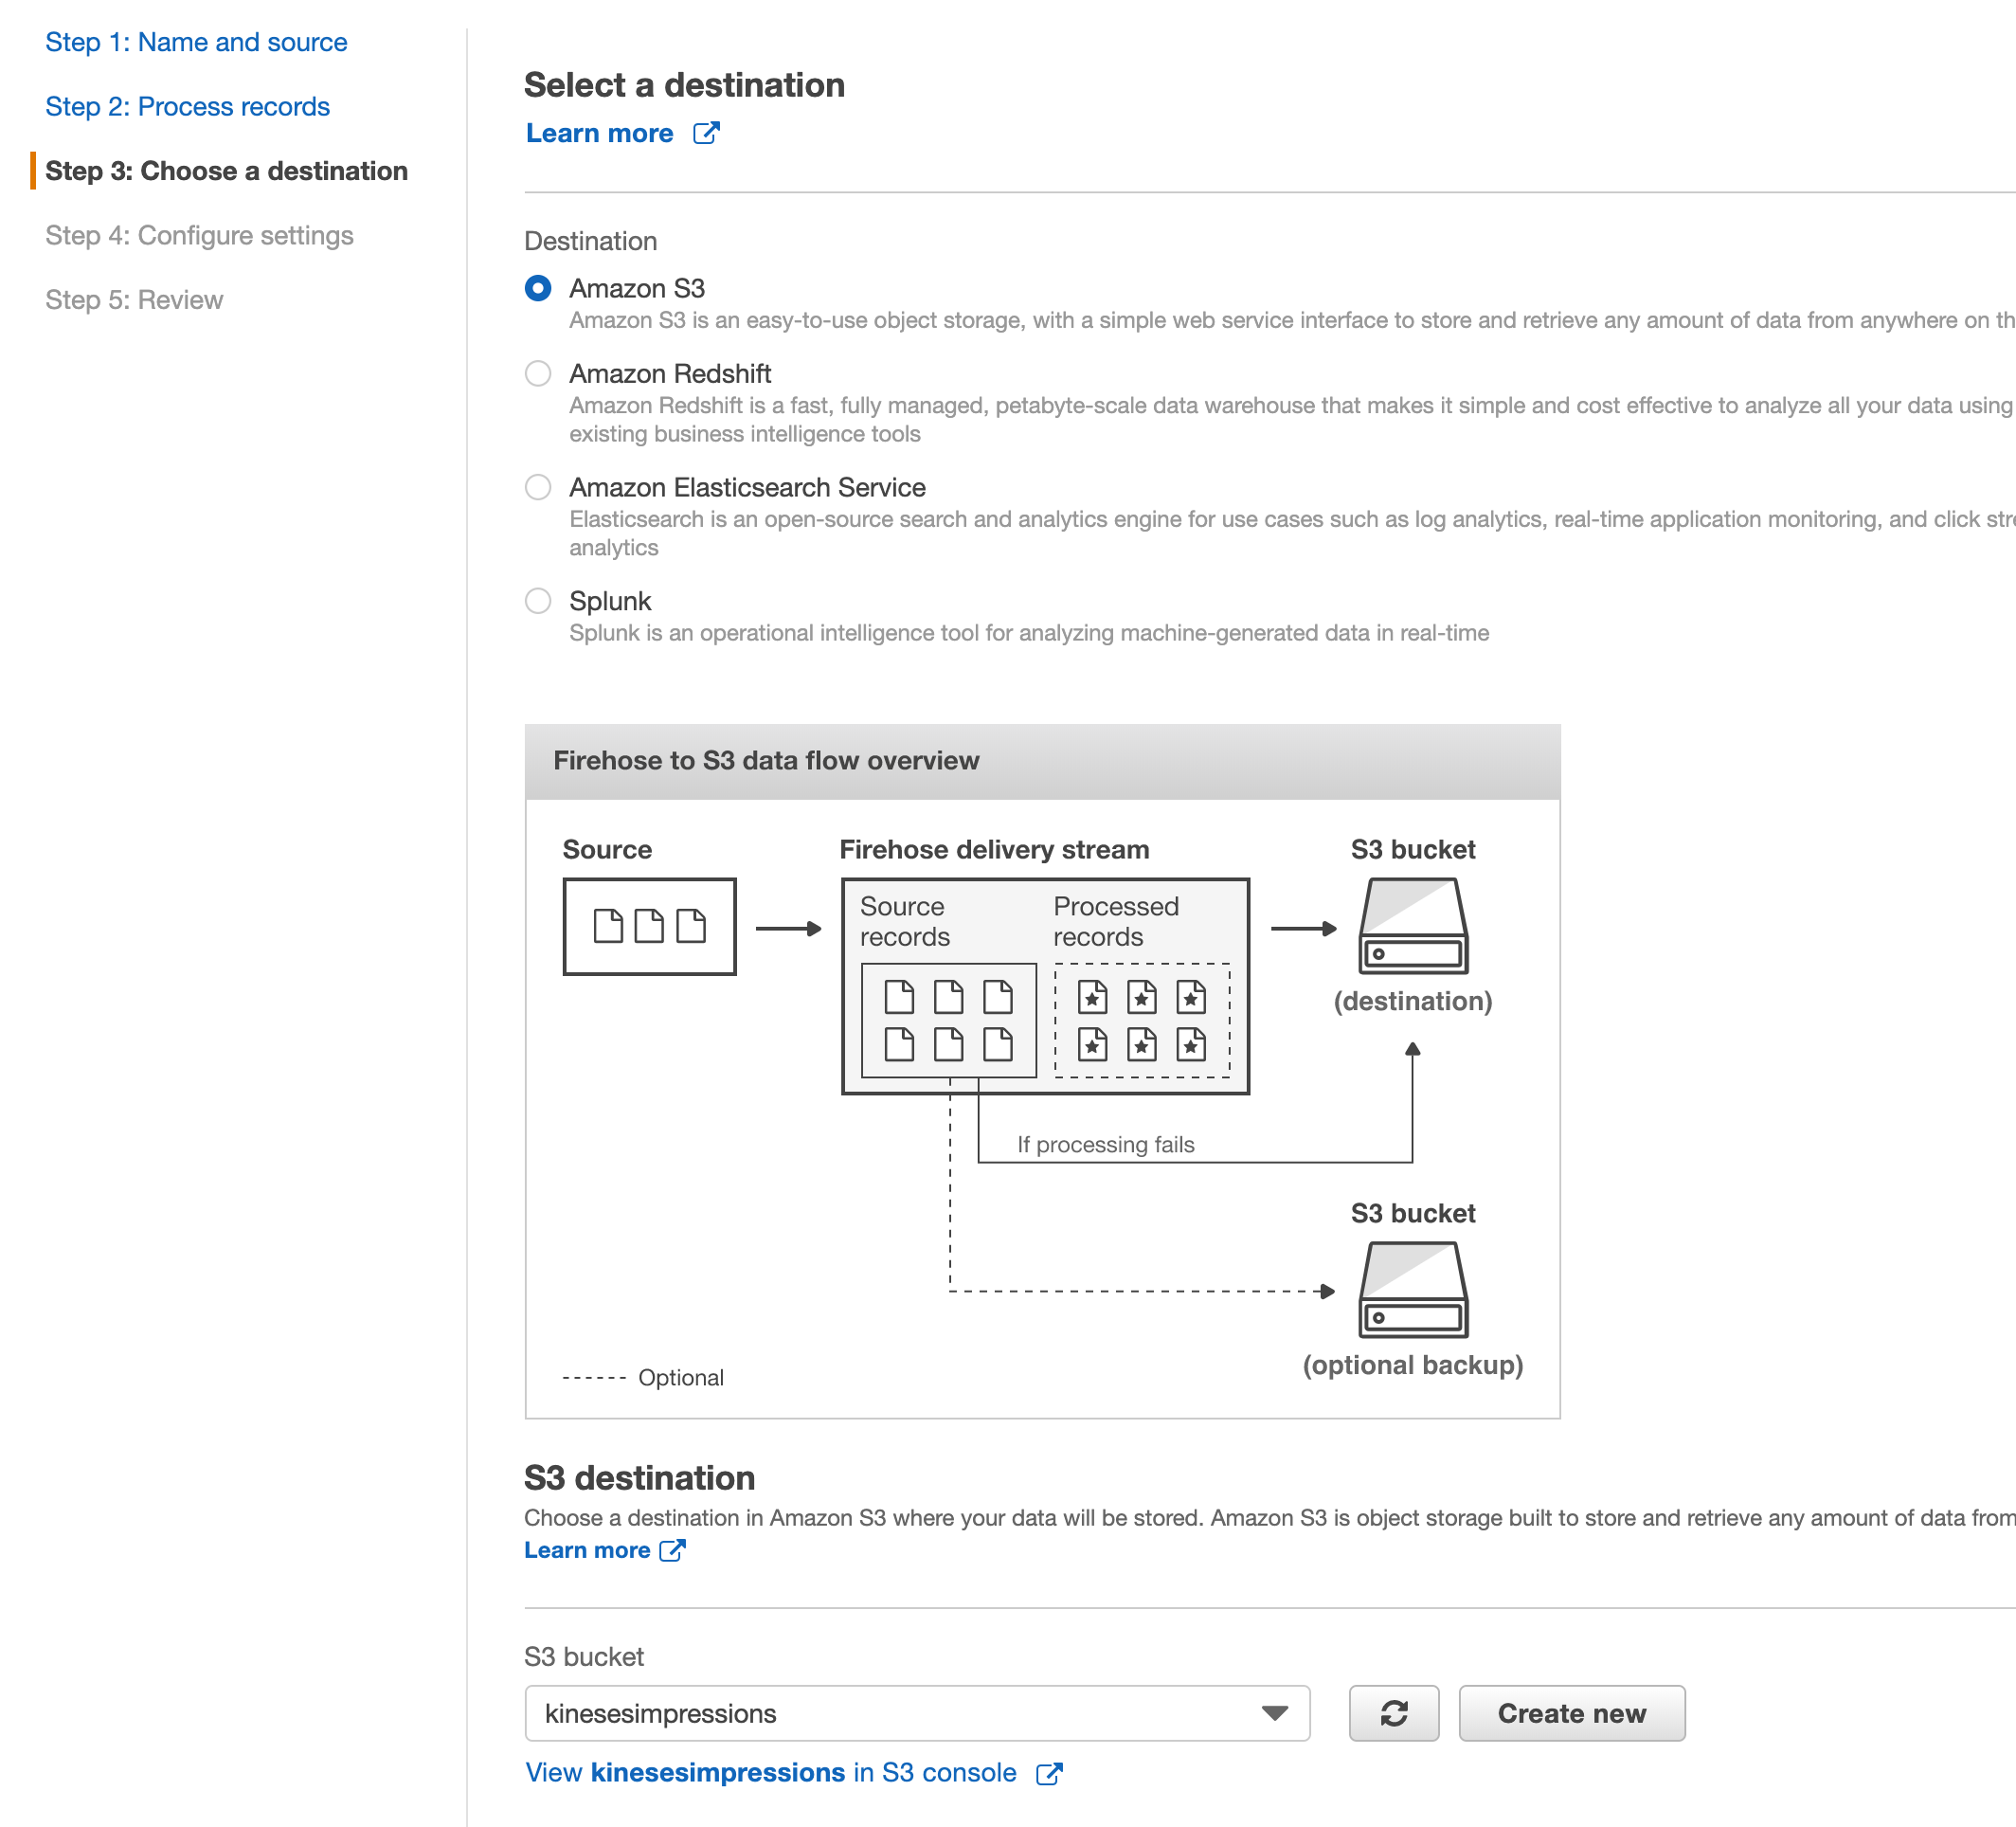 Step 1: Name and source
Step 2: Process records
Step 3: Choose a destination
Step 4: Configure settings
Step 5: Review
Select a destination
Learn more
Destination
Amazon S3
Amazon S3 is an easy-to-use object storage, with a simple web service interface to store and retrieve any amount of data from anywhere on th
Amazon Redshift
Amazon Redshift is a fast, fully managed, petabyte-scale data warehouse that makes it simple and cost effective to analyze all your data using
existing business intelligence tools
Amazon Elasticsearch Service
Elasticsearch is an open-source search and analytics engine for use cases such as log analytics, real-time application monitoring, and click stre
analytics
Splunk
Splunk is an operational intelligence tool for analyzing machine-generated data in real-time
Firehose to S3 data flow overview
Source
Firehose delivery stream
S3 bucket
Source
records
Processed
records
(destination)
If processing fails
S3 bucket
(optional backup)
Optional
S3 destination
Choose a destination in Amazon S3 where your data will be stored. Amazon S3 is object storage built to store and retrieve any amount of data from
Learn more
S3 bucket
kinesesimpressions
Create new
View kinesesimpressions in S3 console